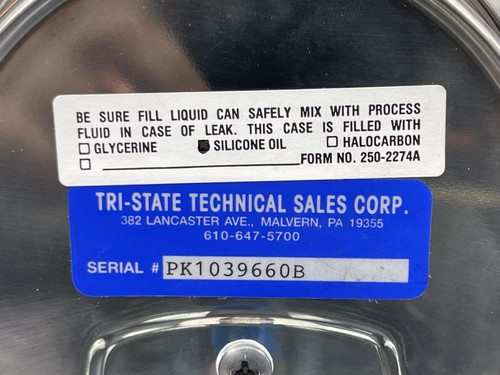 BE SURE FILL LIQUID CAN SAFELY MIX WITH PROCESS
FLUID IN CASE OF LEAK. THIS CASE IS FILLED WITH
☐ GLYCERINE SILICONE OIL ☐ HALOCARBON
☐ ____________________ FORM NO. 250-2274A
TRI-STATE TECHNICAL SALES CORP.
382 LANCASTER AVE., MALVERN, PA 19355
610-647-5700
SERIAL # PK1039660B